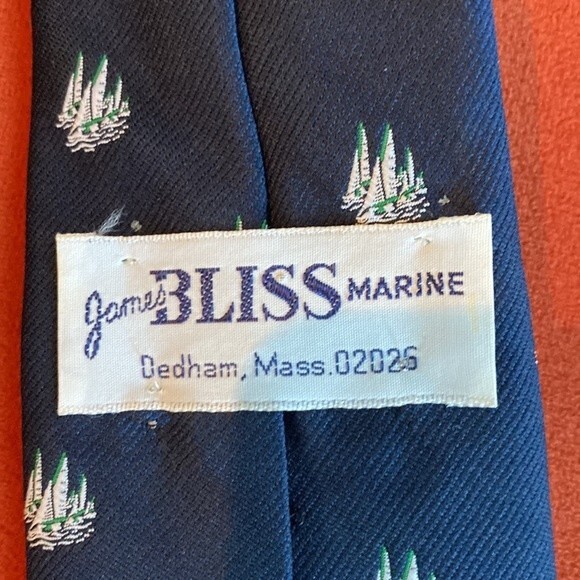 James BLISS MARINE
Dedham, Mass. 02026